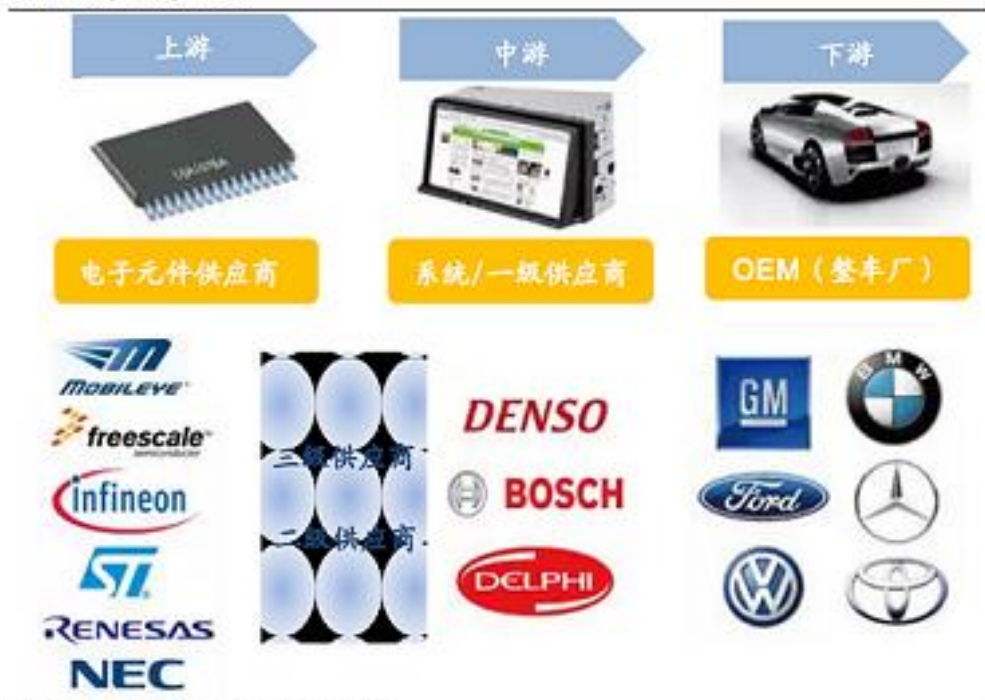 上游
中游
下游
电子元件供应商
系统/一级供应商
OEM（整车厂）
MOBILEYE
freescale
semiconductor
infineon
ST
RENESAS
NEC
三级供应商
二级供应商
DENSO
BOSCH
DELPHI
GM
BMW
Ford
VW